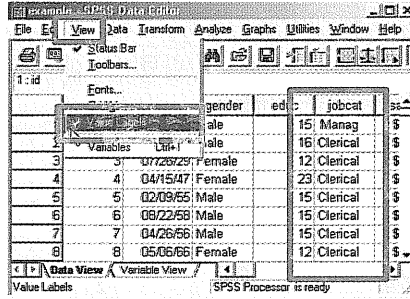 example - SPSS Data Editor
File View Data Transform Analyze Graphs Utilities Window Help
Status Bar
Toolbars...
1 : id
Fonts...
gender jobcat
ale 15 Manag
16 Clerical
Variables Ctrl+T
3 07/26/29 Female 12 Clerical
4 4 04/15/47 Female 23 Clerical
5 5 02/09/55 Male 15 Clerical
6 6 08/22/58 Male 15 Clerical
7 7 04/26/56 Male 15 Clerical
8 8 05/06/66 Female 12 Clerical
Data View Variable View
Value Labels SPSS Processor is ready